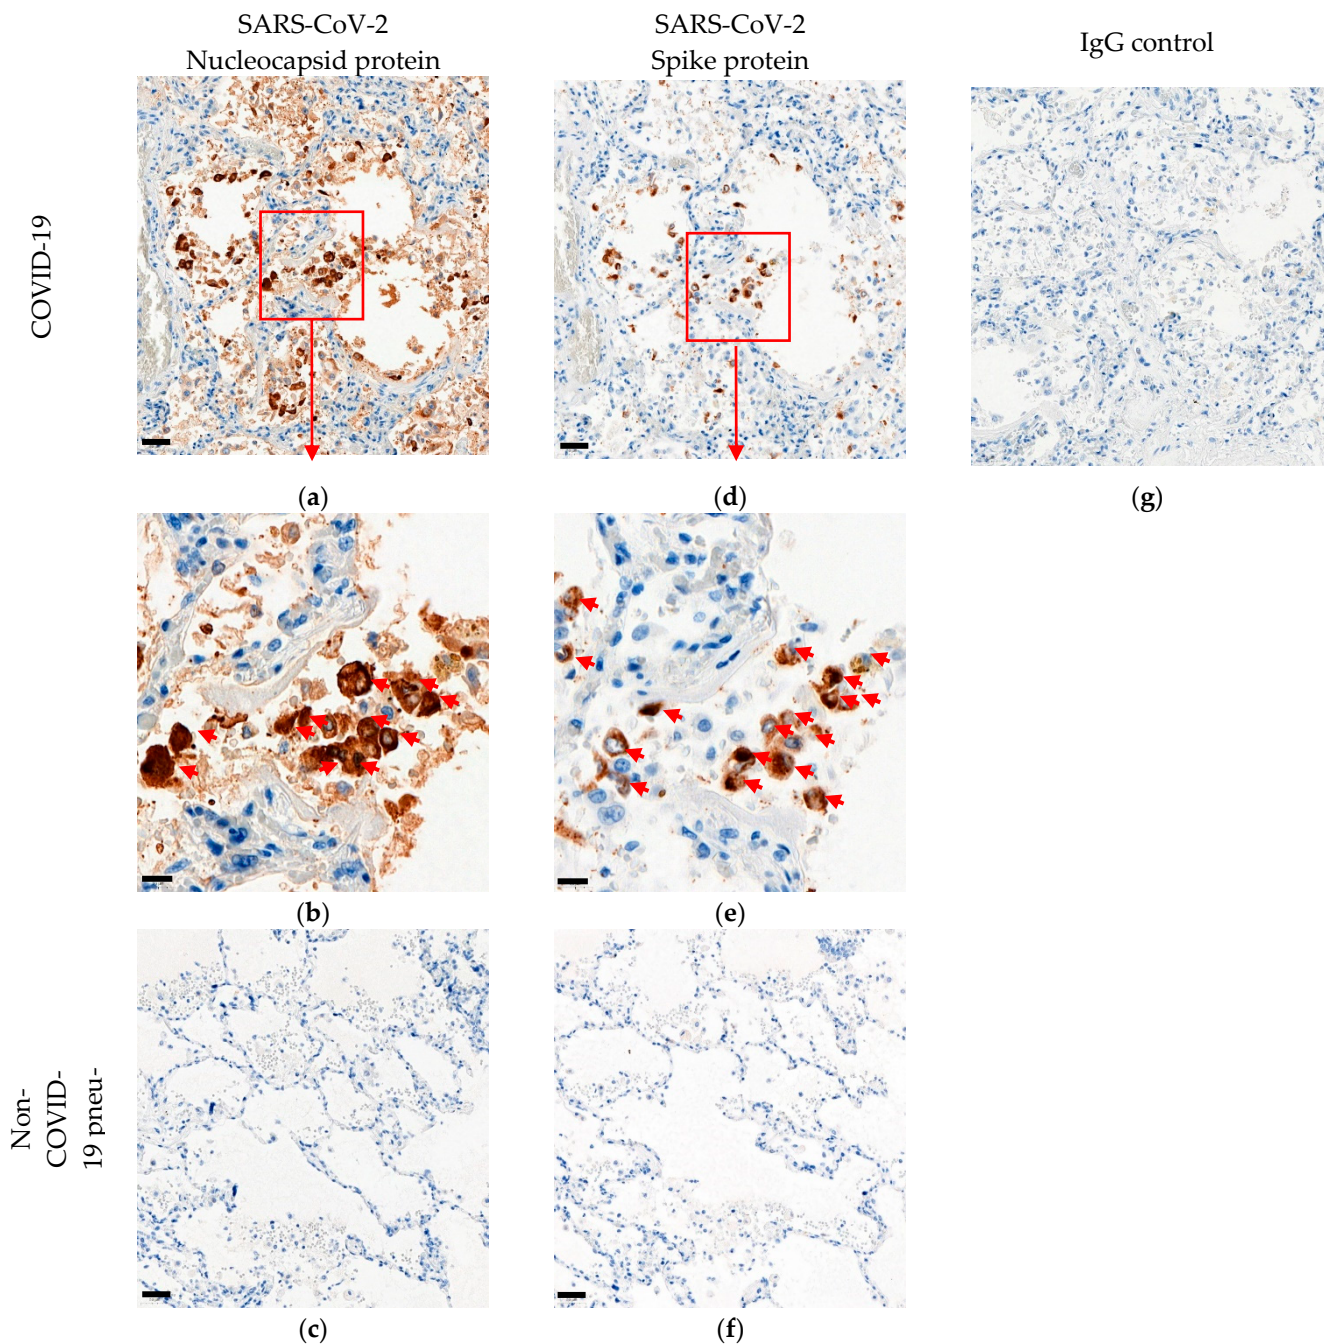 SARS-CoV-2
Nucleocapsid protein
SARS-CoV-2
Spike protein
IgG control
COVID-19
(a)
(d)
(g)
(b)
(e)
Non-
COVID-
19 pneu-
(c)
(f)